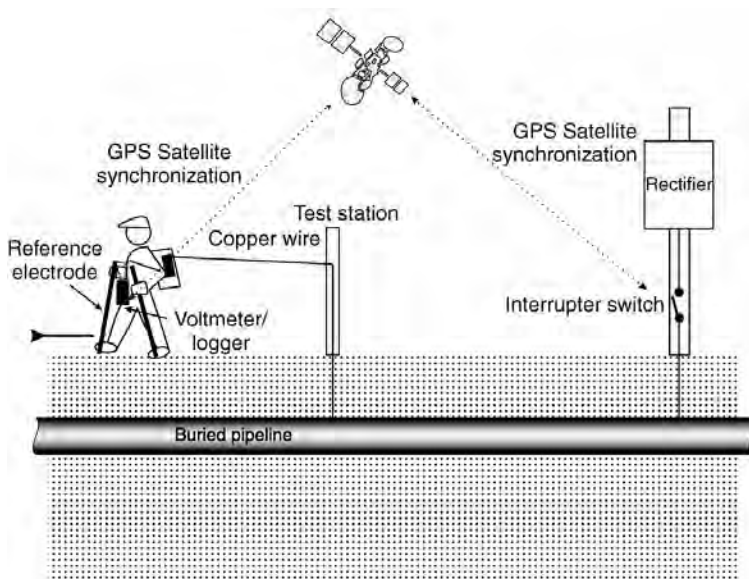 GPS Satellite
synchronization
GPS Satellite
synchronization
Rectifier
Test station
Copper wire
Reference
electrode
Interrupter switch
Voltmeter/
logger
Buried pipeline